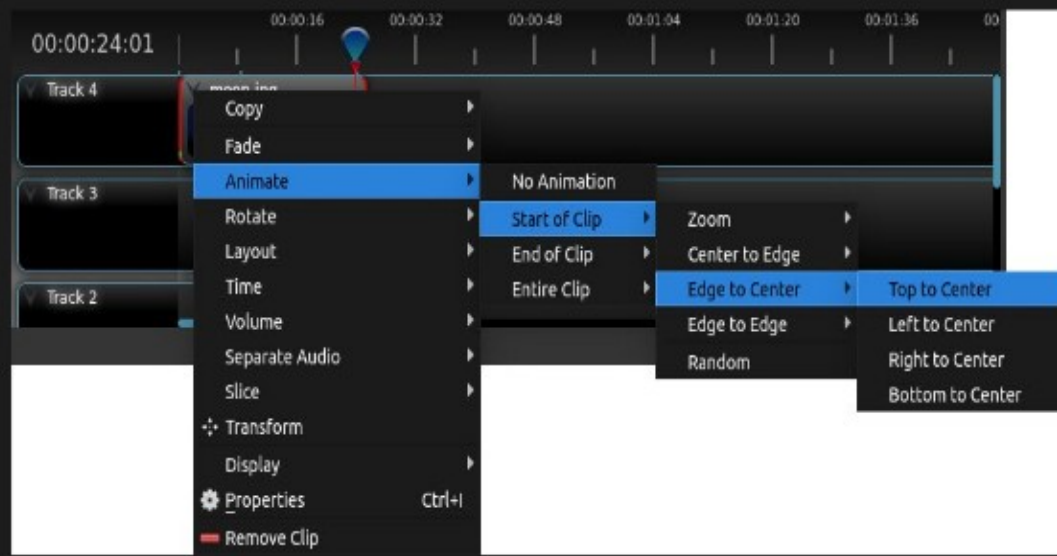 00:00:16 00:00:32 00:00:48 00:01:04 00:01:20 00:01:36 00
00:00:24:01
Track 4
Track 3
Track 2
Copy
Fade
Animate
Rotate
Layout
Time
Volume
Separate Audio
Slice
Transform
Display
Properties Ctrl+I
Remove Clip
No Animation
Start of Clip
End of Clip
Entire Clip
Zoom
Center to Edge
Edge to Center
Edge to Edge
Random
Top to Center
Left to Center
Right to Center
Bottom to Center